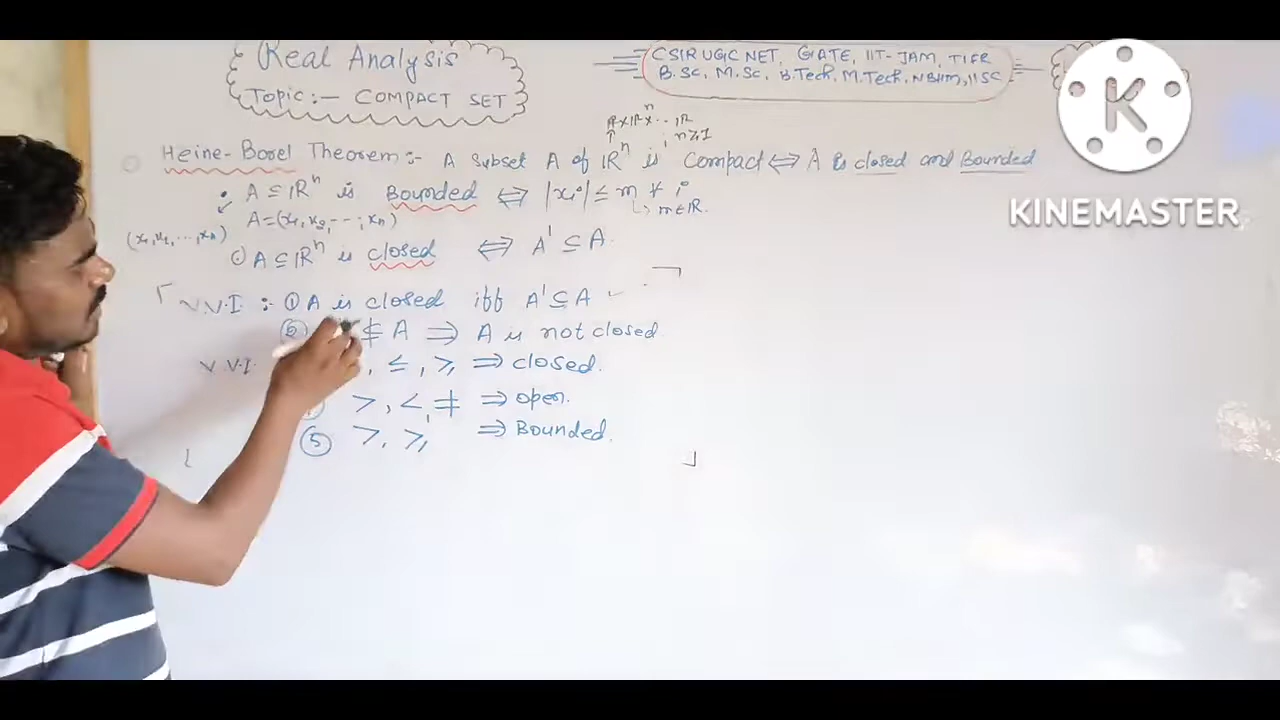 Real Analysis
Topic:- COMPACT SET
CSIR UGC NET, GATE, IIT-JAM, TIFR
B.Sc, M.Sc, B.Tech, M.Tech, NBHM, IISC
K
KINEMASTER
R×R×...R
n
; n≥1
Heine-Borel Theorem:- A Subset A of ℝⁿ is Compact ⇔ A is closed and Bounded
• A ⊆ ℝⁿ is Bounded ⇔ |xi| ≤ m ∀ i
↳ m∈ℝ.
A=(x1, x2, --, xn)
(x1, x2, ..., xn)
A ⊆ ℝⁿ is closed ⇔ A' ⊆ A.
V.V.I :- ① A is closed iff A' ⊆ A
⊈ A ⇒ A is not closed
V.V.I , ≤, ≥, ⇒ closed.
>, <, ≠ ⇒ open.
⑤ >, ≥, ⇒ Bounded.